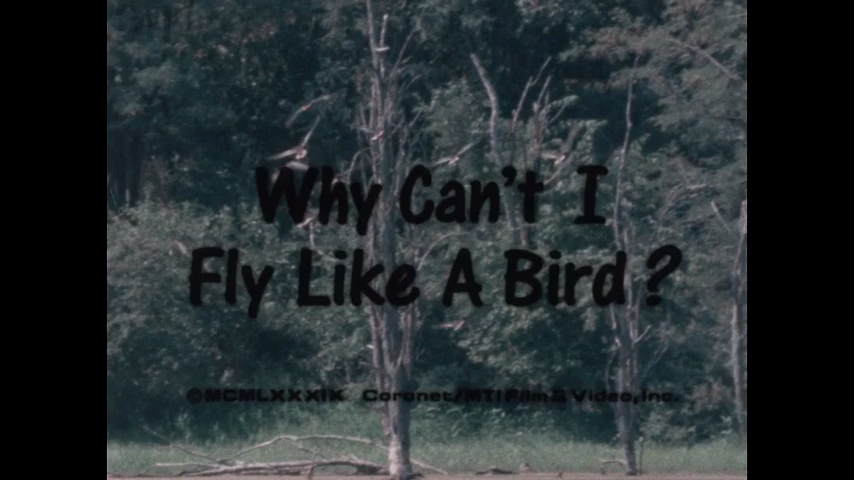 Why Can't I
Fly Like A Bird?
©MCMLXXXIX Coronet/MTI Film & Video, Inc.